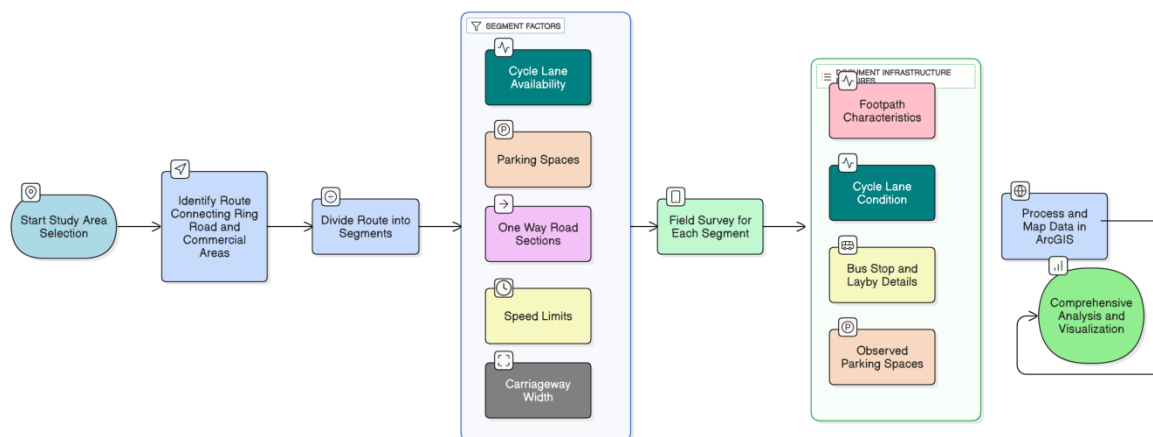 Start Study Area
Selection
Identify Route
Connecting Ring
Road and
Commercial
Areas
Divide Route into
Segments
SEGMENT FACTORS
Cycle Lane
Availability
P
Parking Spaces
One Way Road
Sections
Speed Limits
Carriageway
Width
Field Survey for
Each Segment
DOCUMENT INFRASTRUCTURE
Footpath
Characteristics
Cycle Lane
Condition
Bus Stop and
Layby Details
P
Observed
Parking Spaces
Process and
Map Data in
ArcGIS
Comprehensive
Analysis and
Visualization